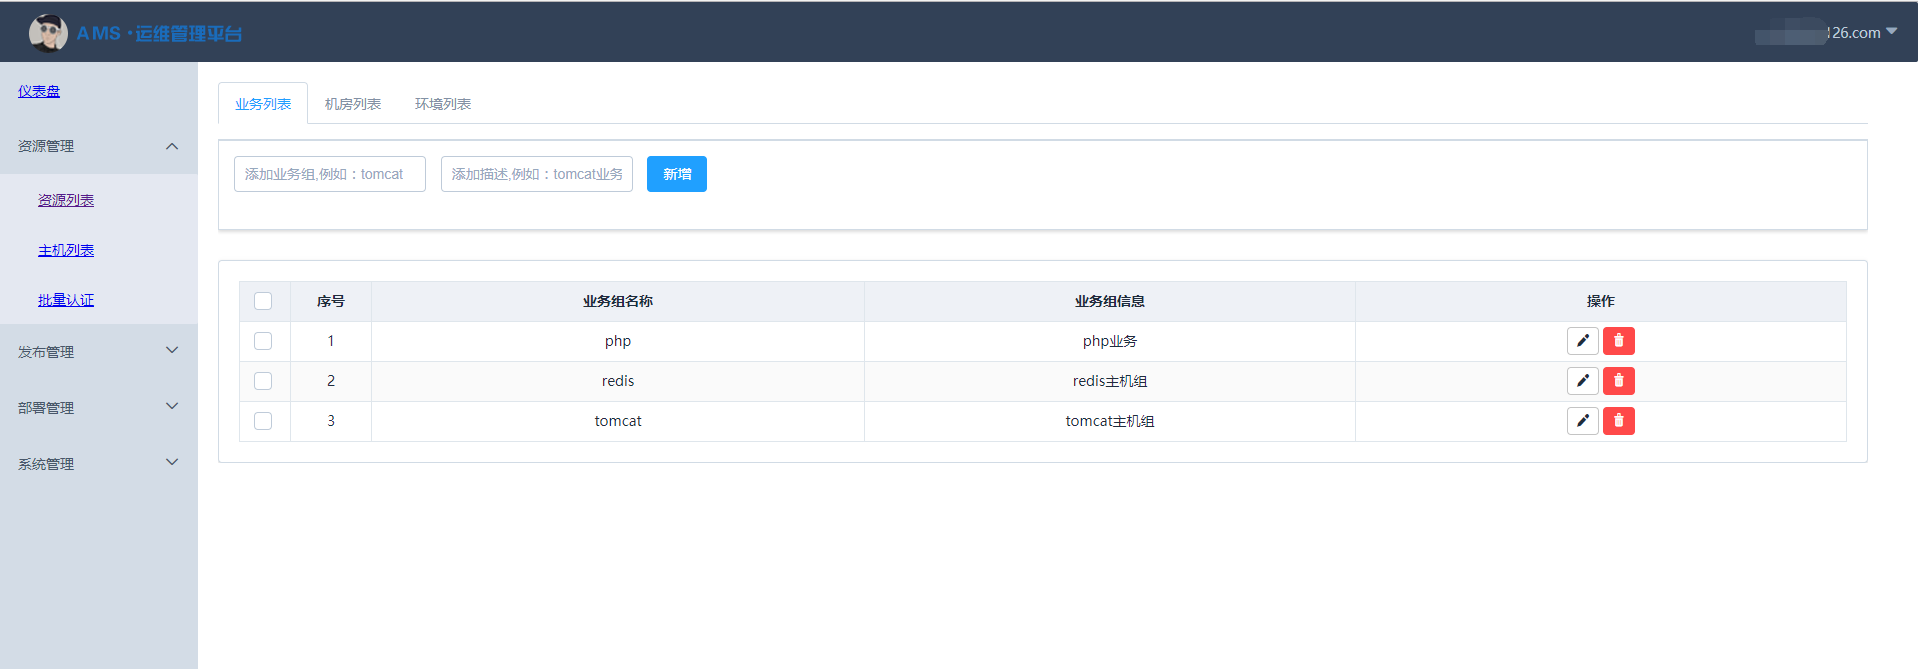 AMS·运维管理平台
126.com
仪表盘
资源管理
资源列表
主机列表
批量认证
发布管理
部署管理
系统管理
业务列表 机房列表 环境列表
添加业务组,例如：tomcat 添加描述,例如：tomcat业务 新增
序号 业务组名称 业务组信息 操作
1 php php业务
2 redis redis主机组
3 tomcat tomcat主机组